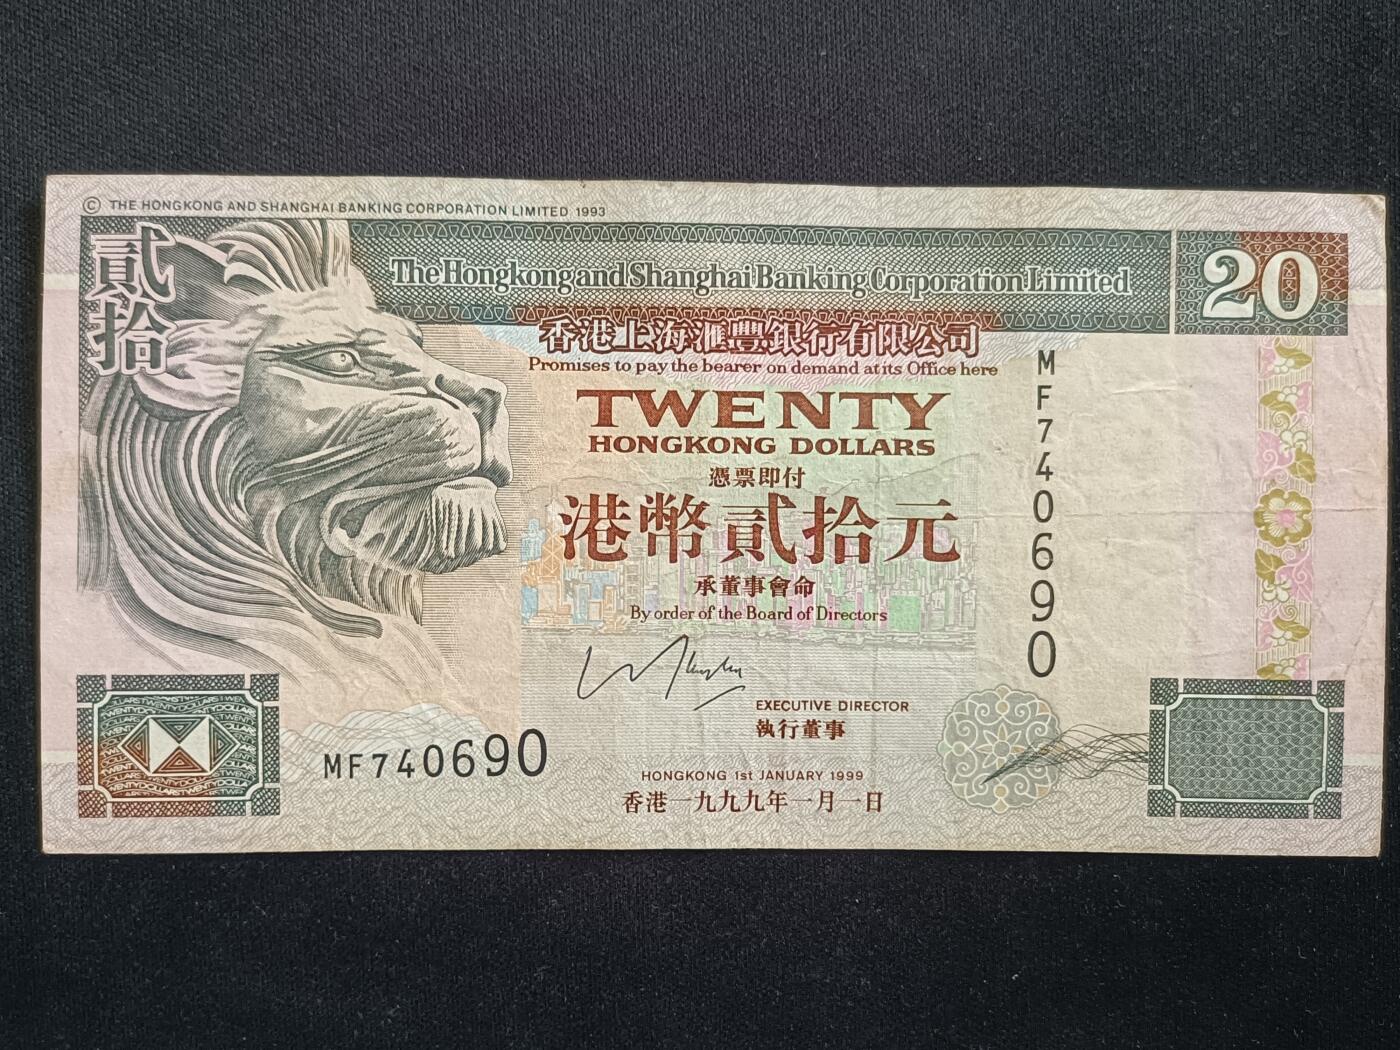 © THE HONGKONG AND SHANGHAI BANKING CORPORATION LIMITED 1993
貳拾
The Hongkong and Shanghai Banking Corporation Limited
20
香港上海滙豐銀行有限公司
Promises to pay the bearer on demand at its Office here
TWENTY
HONGKONG DOLLARS
憑票即付
港幣貳拾元
承董事會命
By order of the Board of Directors
MF740690
EXECUTIVE DIRECTOR
執行董事
MF740690
HONGKONG 1st JANUARY 1999
香港一九九九年一月一日